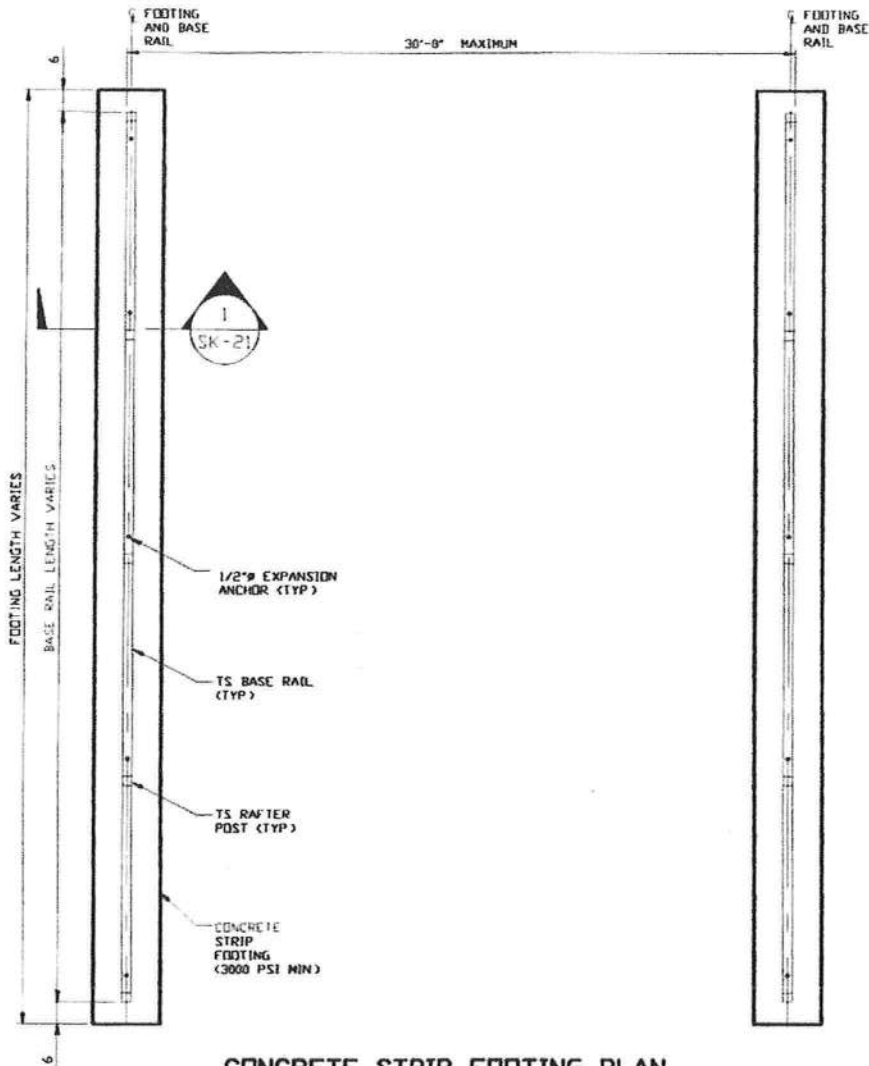 ℄ FOOTING
AND BASE
RAIL
℄ FOOTING
AND BASE
RAIL
30'-0" MAXIMUM
6
1
SK-21
FOOTING LENGTH VARIES
BASE RAIL LENGTH VARIES
1/2"ø EXPANSION
ANCHOR (TYP)
TS BASE RAIL
(TYP)
TS RAFTER
POST (TYP)
CONCRETE
STRIP
FOOTING
(3000 PSI MIN)
6
CONCRETE STRIP FOOTING PLAN